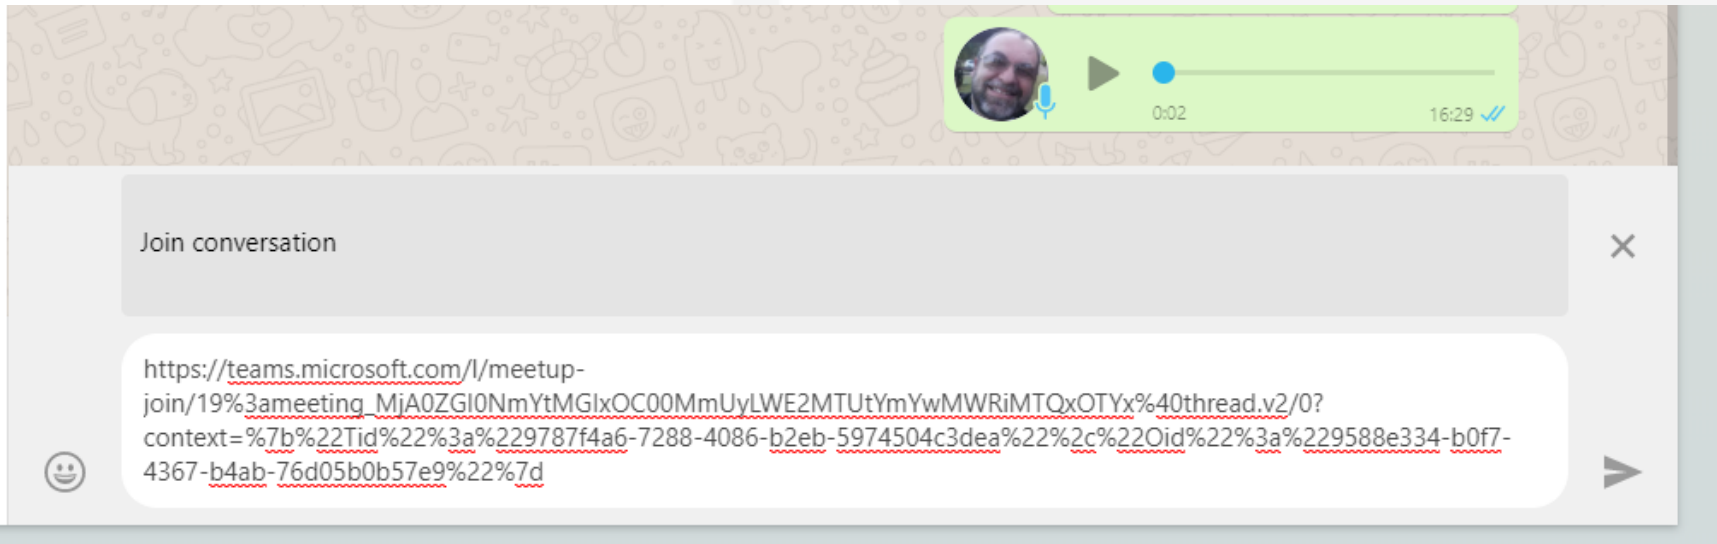 0:02
16:29
Join conversation
https://teams.microsoft.com/l/meetup-
join/19%3ameeting_MjA0ZGI0NmYtMGIxOC00MmUyLWE2MTUtYmYwMWRiMTQxOTYx%40thread.v2/0?
context=%7b%22Tid%22%3a%229787f4a6-7288-4086-b2eb-5974504c3dea%22%2c%22Oid%22%3a%229588e334-b0f7-
4367-b4ab-76d05b0b57e9%22%7d